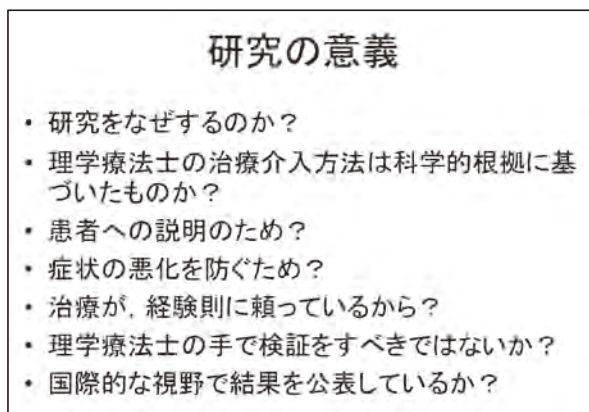 研究の意義
• 研究をなぜするのか？
• 理学療法士の治療介入方法は科学的根拠に基
づいたものか？
• 患者への説明のため？
• 症状の悪化を防ぐため？
• 治療が，経験則に頼っているから？
• 理学療法士の手で検証をすべきではないか？
• 国際的な視野で結果を公表しているか？